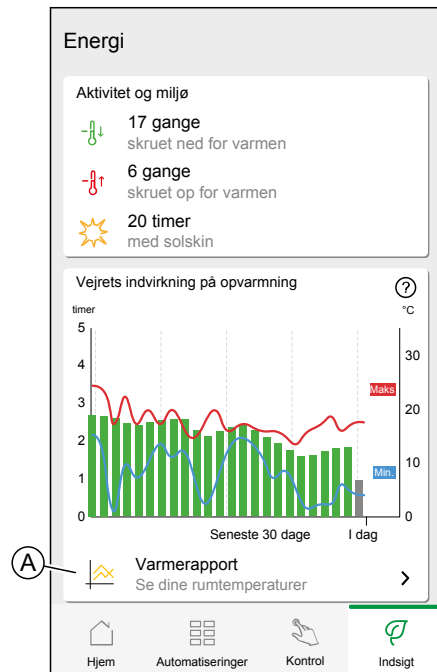 Energi
Aktivitet og miljø
17 gange
skruet ned for varmen
6 gange
skruet op for varmen
20 timer
med solskin
Vejrets indvirkning på opvarmning
?
timer
°C
5
4
3
2
1
0
30
20
10
0
Maks
Min.
Seneste 30 dage
I dag
A
Varmerapport
Se dine rumtemperaturer
Hjem
Automatiseringer
Kontrol
Indsigt